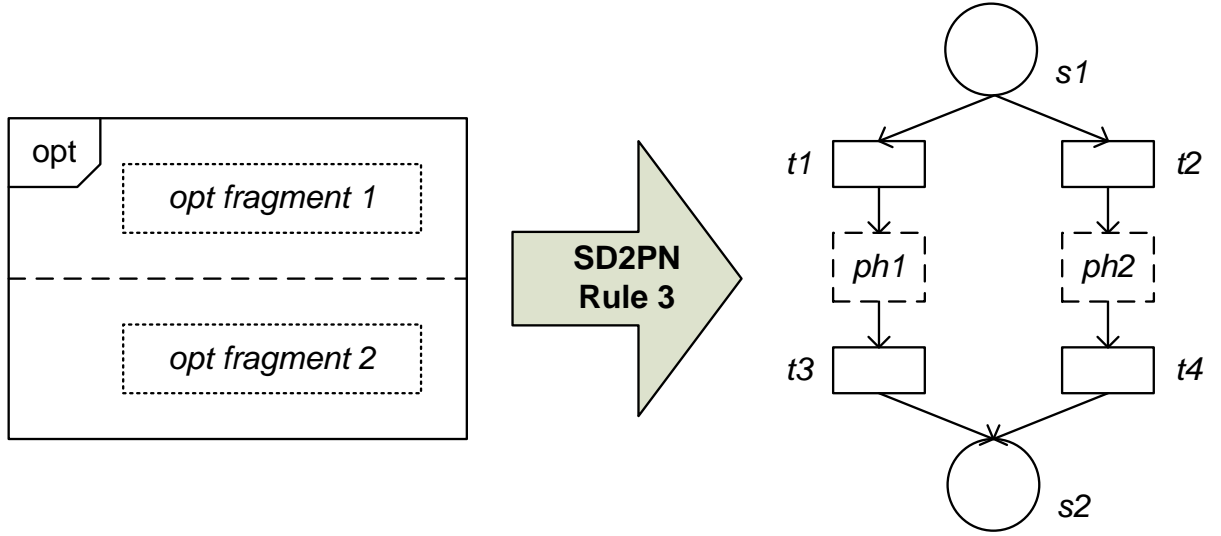 opt
opt fragment 1
opt fragment 2
SD2PN
Rule 3
s1
t1
t2
ph1
ph2
t3
t4
s2